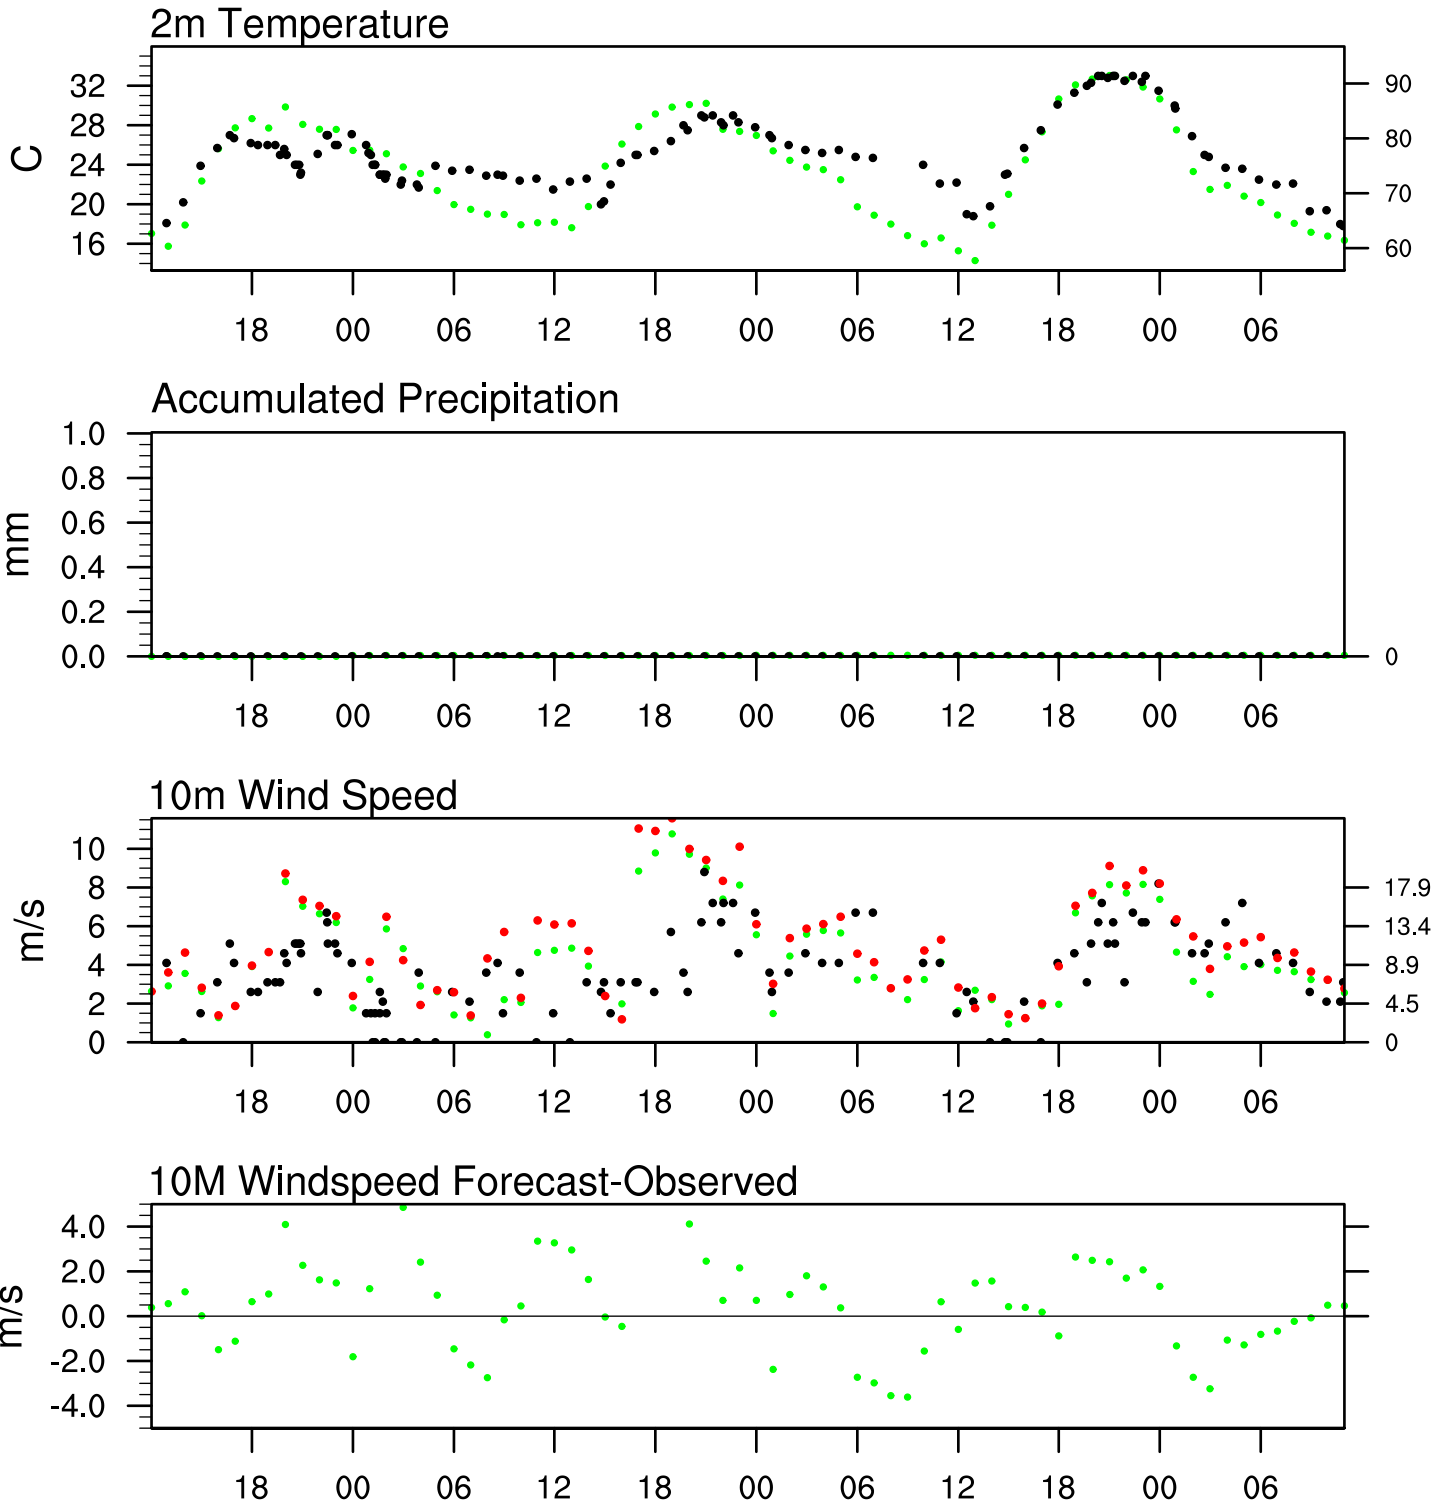 2m Temperature
32 90
28 80
24
20 70
16 60
C
18 00 06 12 18 00 06 12 18 00 06
Accumulated Precipitation
1.0
0.8
0.6
0.4
0.2
0.0 0
mm
18 00 06 12 18 00 06 12 18 00 06
10m Wind Speed
10
8 17.9
6 13.4
4 8.9
2 4.5
0 0
m/s
18 00 06 12 18 00 06 12 18 00 06
10M Windspeed Forecast-Observed
4.0
2.0
0.0
-2.0
-4.0
m/s
18 00 06 12 18 00 06 12 18 00 06